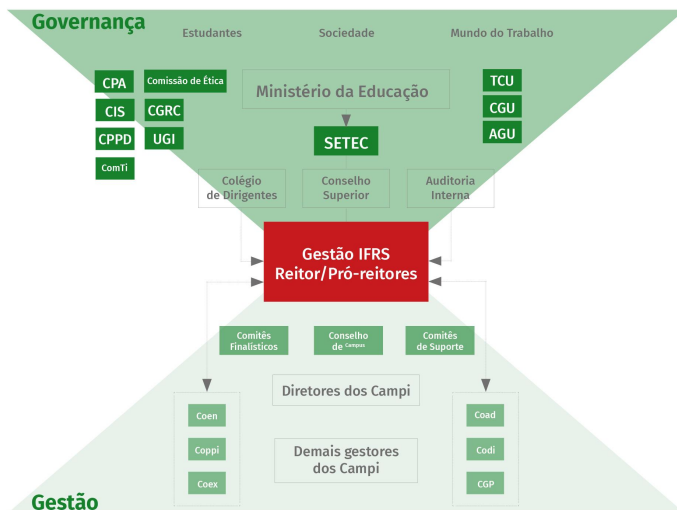 Governança
Estudantes
Sociedade
Mundo do Trabalho
CPA
Comissão de Ética
CIS
CGRC
CPPD
UGI
ComTi
Ministério da Educação
SETEC
TCU
CGU
AGU
Colégio
de Dirigentes
Conselho
Superior
Auditoria
Interna
Gestão IFRS
Reitor/Pró-reitores
Comitês
Finalísticos
Conselho
de Campus
Comitês
de Suporte
Diretores dos Campi
Coen
Coppi
Coex
Demais gestores
dos Campi
Coad
Codi
CGP
Gestão